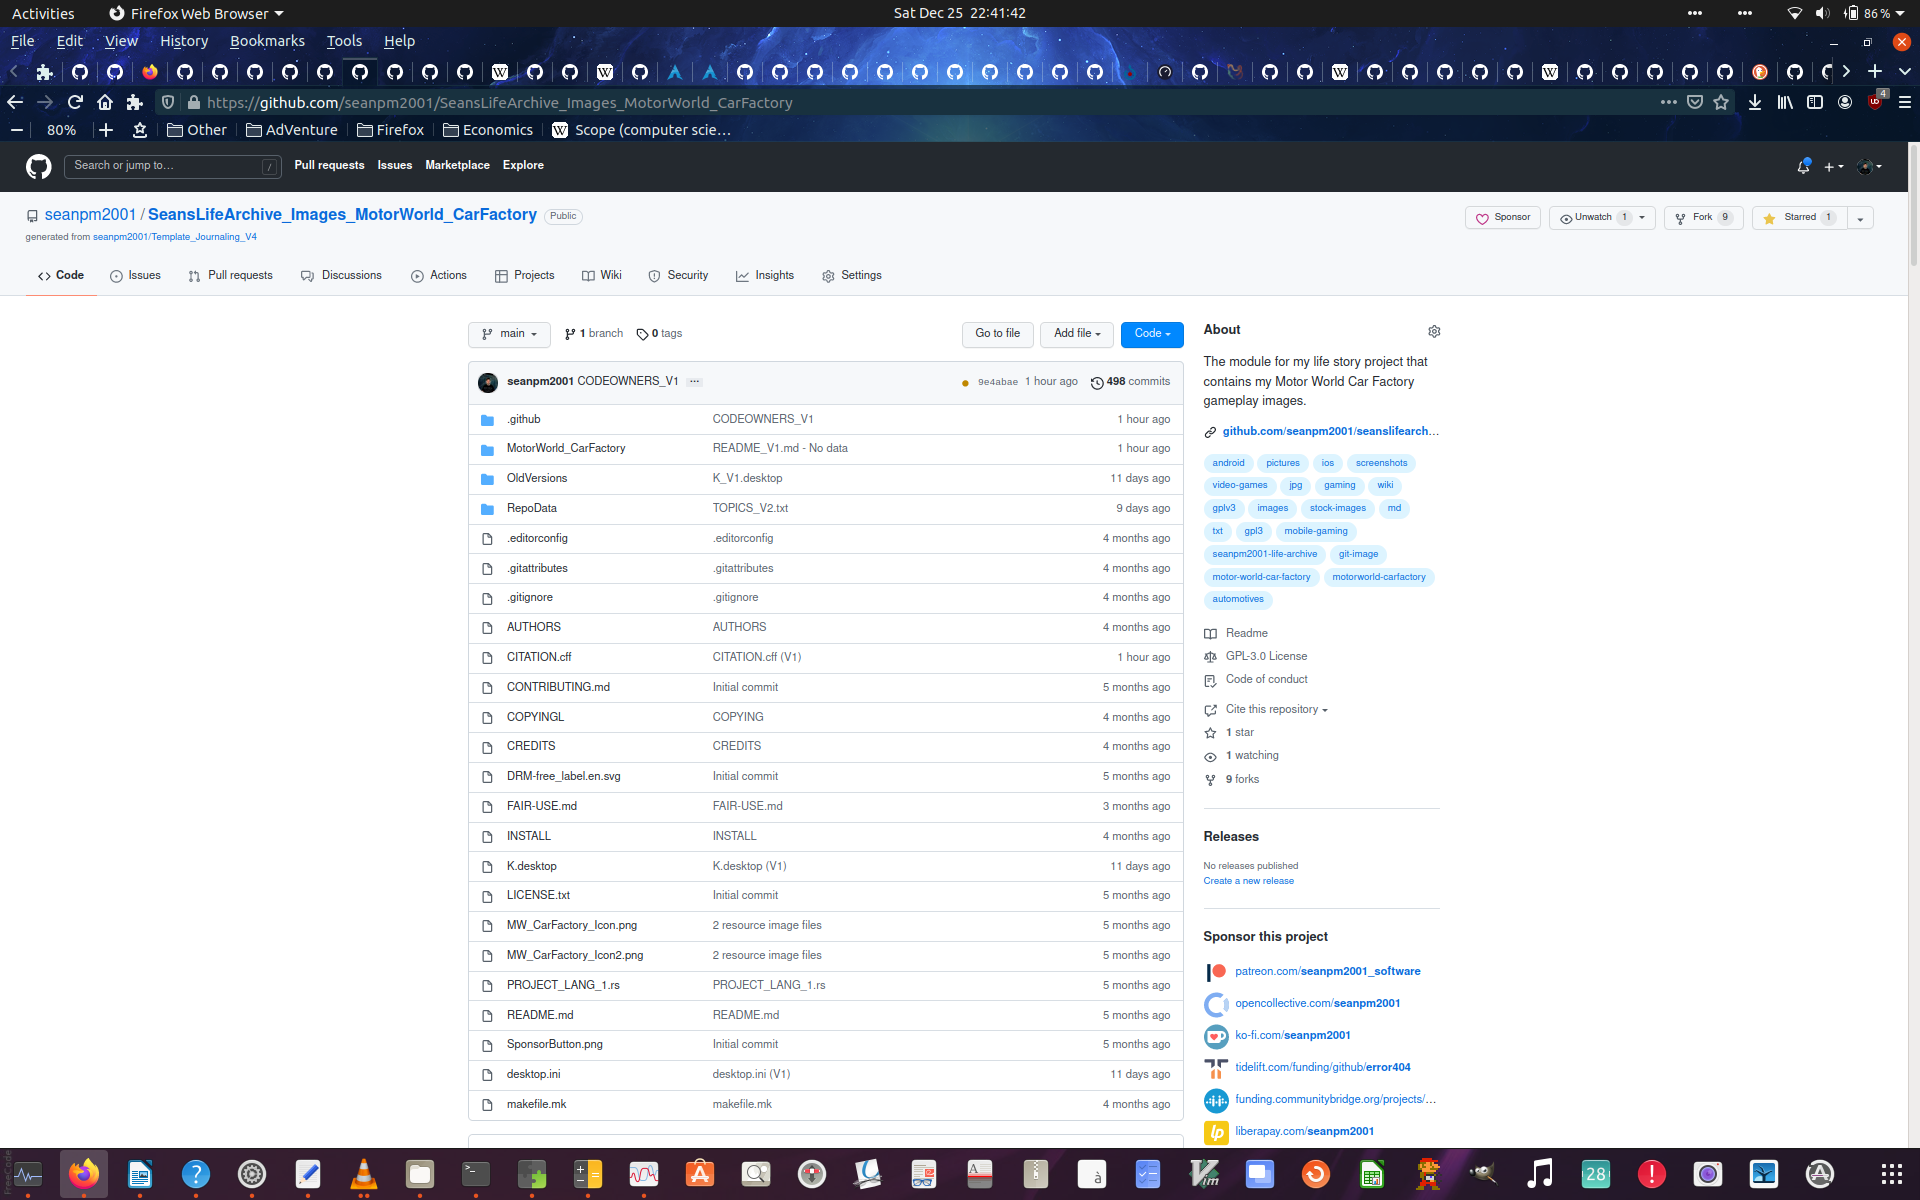 Activities Firefox Web Browser Sat Dec 25 22:41:42 86 %
File Edit View History Bookmarks Tools Help
https://github.com/seanpm2001/SeansLifeArchive_Images_MotorWorld_CarFactory 4
80% Other AdVenture Firefox Economics Scope (computer scie…
Search or jump to… / Pull requests Issues Marketplace Explore
seanpm2001 / SeansLifeArchive_Images_MotorWorld_CarFactory Public Sponsor Unwatch 1 Fork 9 Starred 1
generated from seanpm2001/Template_Journaling_V4
Code Issues Pull requests Discussions Actions Projects Wiki Security Insights Settings
main 1 branch 0 tags Go to file Add file Code
seanpm2001 CODEOWNERS_V1 ... 9e4abae 1 hour ago 498 commits
.github CODEOWNERS_V1 1 hour ago
MotorWorld_CarFactory README_V1.md - No data 1 hour ago
OldVersions K_V1.desktop 11 days ago
RepoData TOPICS_V2.txt 9 days ago
.editorconfig .editorconfig 4 months ago
.gitattributes .gitattributes 4 months ago
.gitignore .gitignore 4 months ago
AUTHORS AUTHORS 4 months ago
CITATION.cff CITATION.cff (V1) 1 hour ago
CONTRIBUTING.md Initial commit 5 months ago
COPYINGL COPYING 4 months ago
CREDITS CREDITS 4 months ago
DRM-free_label.en.svg Initial commit 5 months ago
FAIR-USE.md FAIR-USE.md 3 months ago
INSTALL INSTALL 4 months ago
K.desktop K.desktop (V1) 11 days ago
LICENSE.txt Initial commit 5 months ago
MW_CarFactory_Icon.png 2 resource image files 5 months ago
MW_CarFactory_Icon2.png 2 resource image files 5 months ago
PROJECT_LANG_1.rs PROJECT_LANG_1.rs 5 months ago
README.md README.md 5 months ago
SponsorButton.png Initial commit 5 months ago
desktop.ini desktop.ini (V1) 11 days ago
makefile.mk makefile.mk 4 months ago
About
The module for my life story project that
contains my Motor World Car Factory
gameplay images.
github.com/seanpm2001/seanslifearch…
android pictures ios screenshots
video-games jpg gaming wiki
gplv3 images stock-images md
txt gpl3 mobile-gaming
seanpm2001-life-archive git-image
motor-world-car-factory motorworld-carfactory
automotives
Readme
GPL-3.0 License
Code of conduct
Cite this repository
1 star
1 watching
9 forks
Releases
No releases published
Create a new release
Sponsor this project
patreon.com/seanpm2001_software
opencollective.com/seanpm2001
ko-fi.com/seanpm2001
tidelift.com/funding/github/error404
funding.communitybridge.org/projects/…
liberapay.com/seanpm2001
28